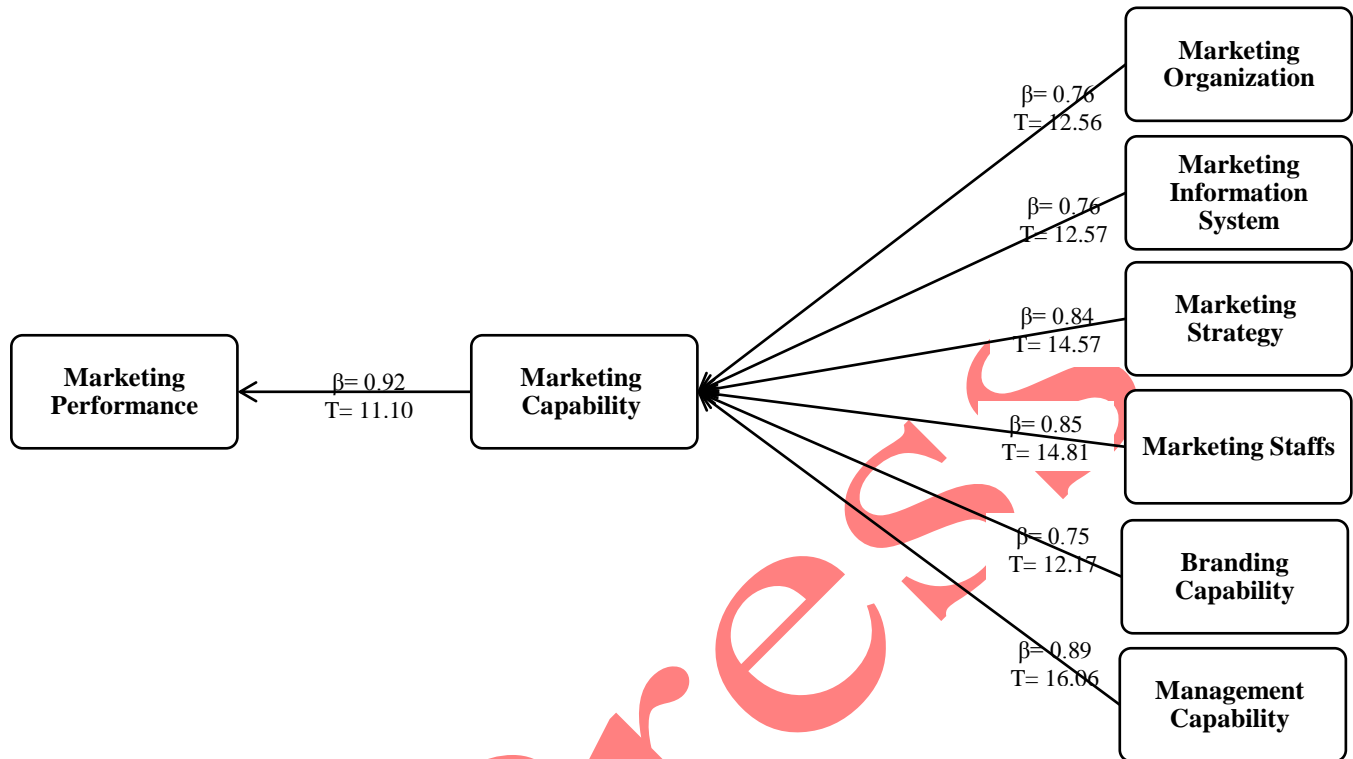 Marketing
Organization
β= 0.76
T= 12.56
Marketing
Information
System
β= 0.76
T= 12.57
Marketing
Strategy
β= 0.84
T= 14.57
Marketing
Performance
β= 0.92
T= 11.10
Marketing
Capability
Marketing Staffs
β= 0.85
T= 14.81
Branding
Capability
β= 0.75
T= 12.17
Management
Capability
β= 0.89
T= 16.06
ress